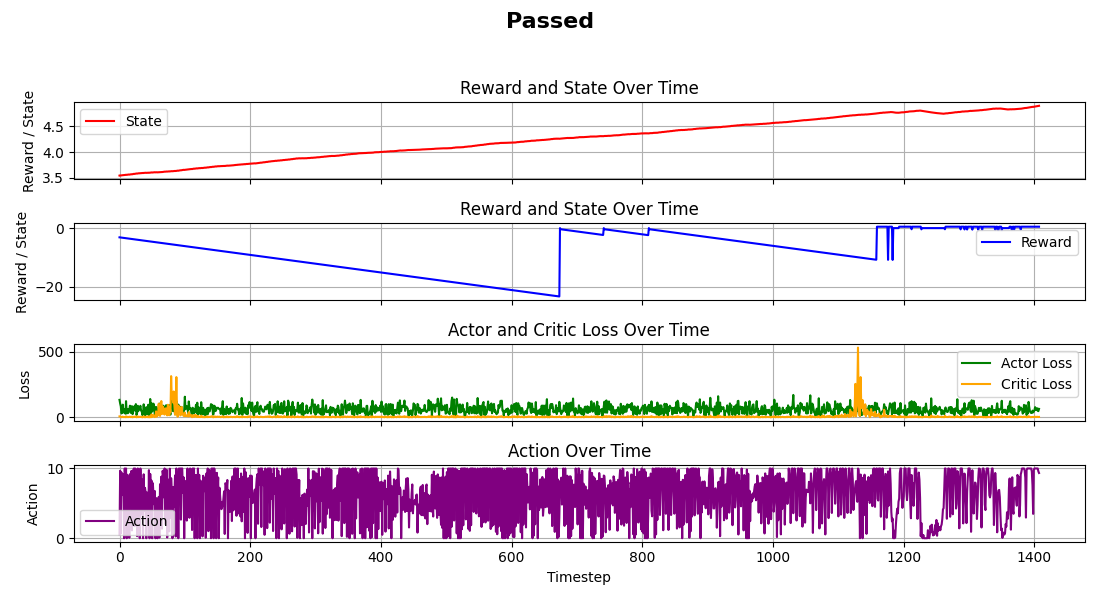 Passed
Reward and State Over Time
Reward / State
4.5
4.0
3.5
State
Reward and State Over Time
Reward / State
0
−20
Reward
Actor and Critic Loss Over Time
Loss
500
0
Actor Loss
Critic Loss
Action Over Time
Action
10
0
Action
0 200 400 600 800 1000 1200 1400
Timestep